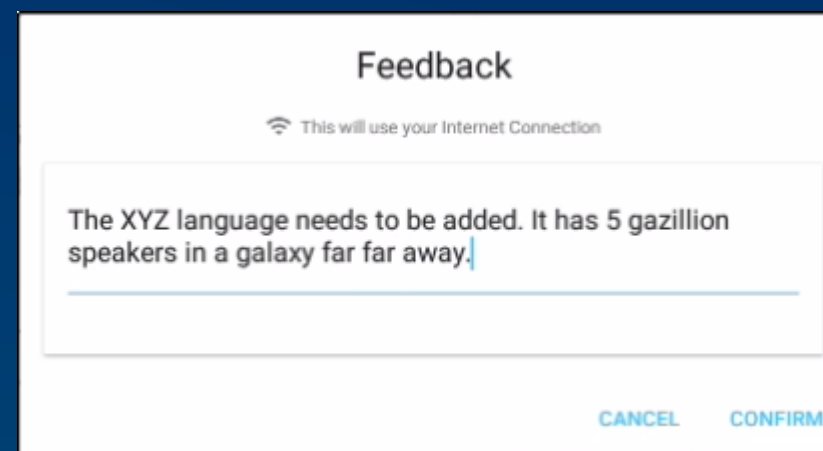 Feedback
This will use your Internet Connection
The XYZ language needs to be added. It has 5 gazillion
speakers in a galaxy far far away.
CANCEL CONFIRM